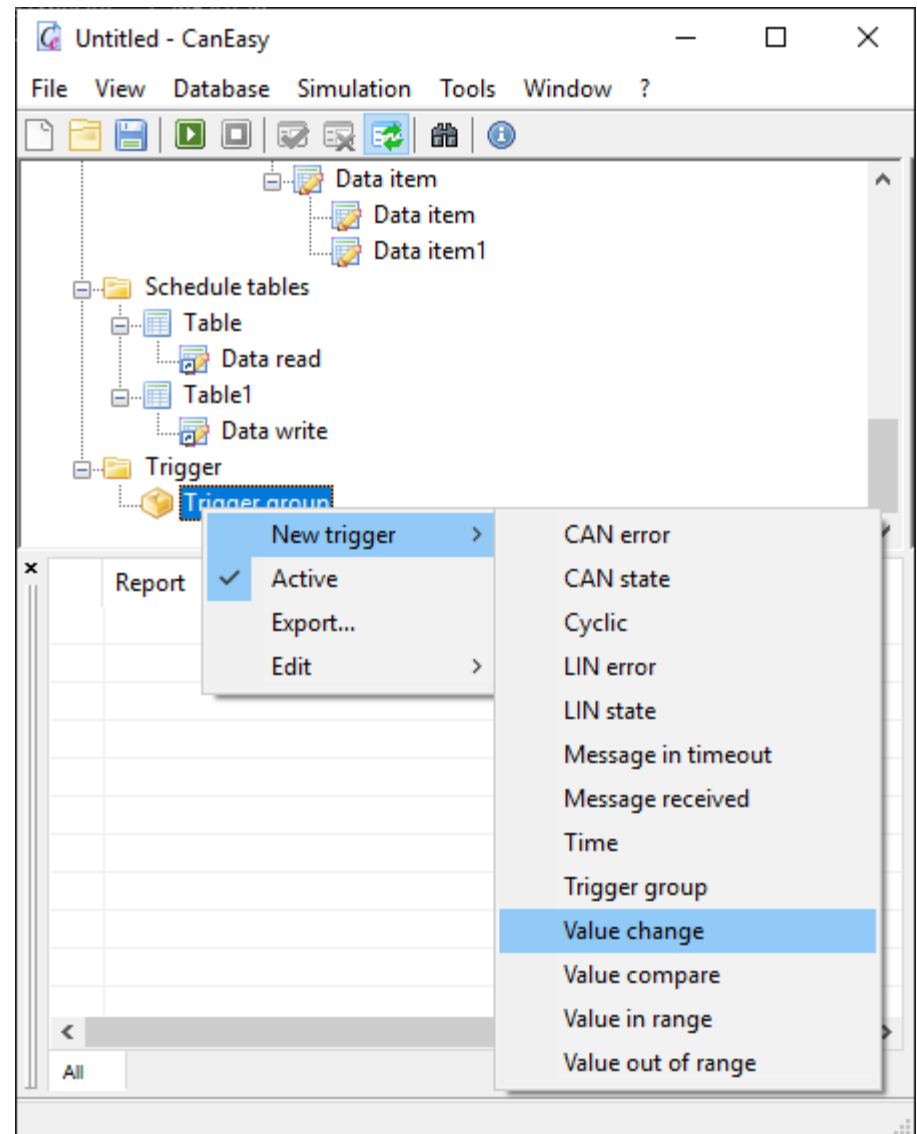 Untitled - CanEasy
File View Database Simulation Tools Window ?
Data item
Data item
Data item1
Schedule tables
Table
Data read
Table1
Data write
Trigger
Trigger group
New trigger
Active
Export...
Edit
CAN error
CAN state
Cyclic
LIN error
LIN state
Message in timeout
Message received
Time
Trigger group
Value change
Value compare
Value in range
Value out of range
Report
All